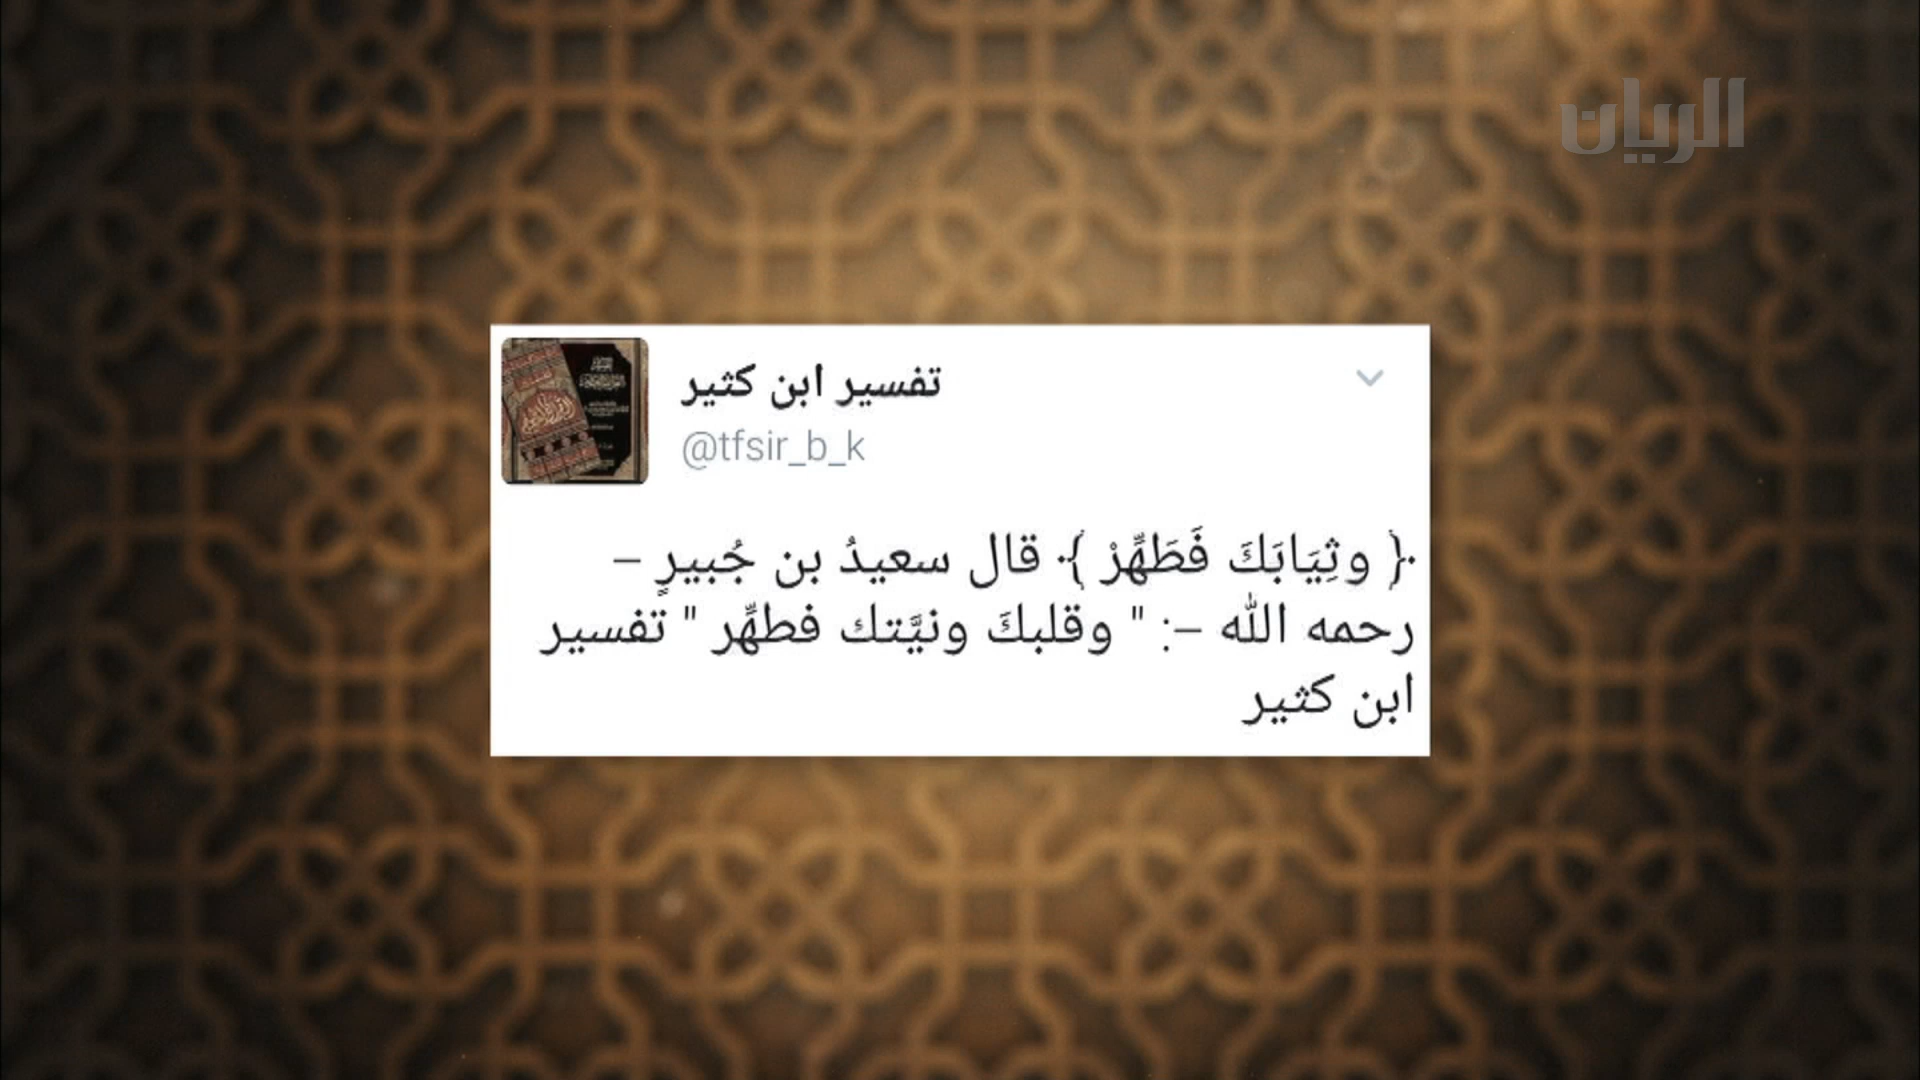 الريان
تفسير ابن كثير
@tfsir_b_k
﴿ وثِيَابَكَ فَطَهِّرْ ﴾ قال سعيدُ بن جُبيرٍ –
رحمه الله –: " وقلبكَ ونيَّتك فطهِّر " تفسير
ابن كثير